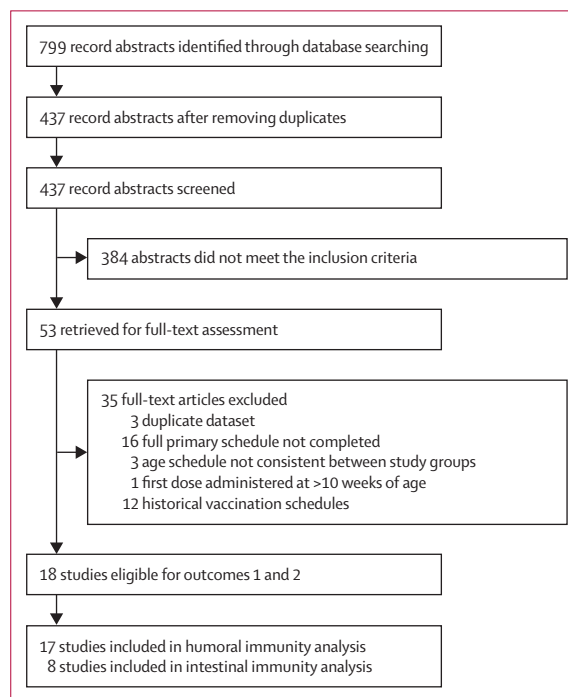 799 record abstracts identified through database searching
437 record abstracts after removing duplicates
437 record abstracts screened
384 abstracts did not meet the inclusion criteria
53 retrieved for full-text assessment
35 full-text articles excluded
3 duplicate dataset
16 full primary schedule not completed
3 age schedule not consistent between study groups
1 first dose administered at >10 weeks of age
12 historical vaccination schedules
18 studies eligible for outcomes 1 and 2
17 studies included in humoral immunity analysis
8 studies included in intestinal immunity analysis